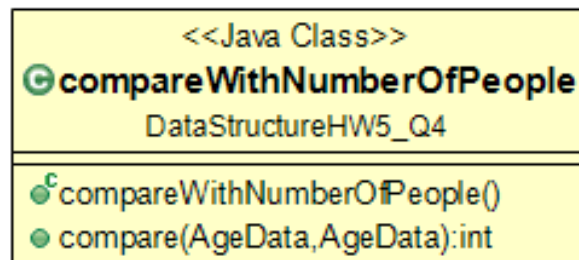 <<Java Class>>
compareWithNumberOfPeople
DataStructureHW5_Q4
compareWithNumberOfPeople()
compare(AgeData,AgeData):int